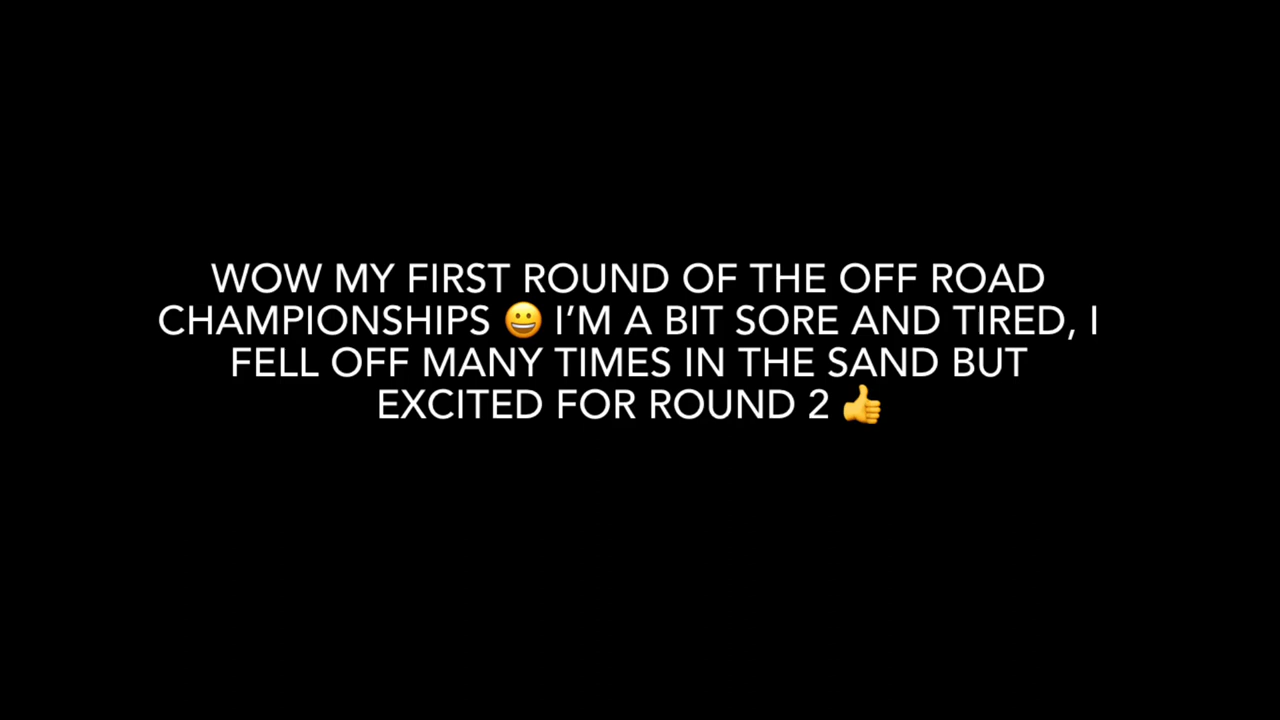 WOW MY FIRST ROUND OF THE OFF ROAD
CHAMPIONSHIPS 😀 I’M A BIT SORE AND TIRED, I
FELL OFF MANY TIMES IN THE SAND BUT
EXCITED FOR ROUND 2 👍